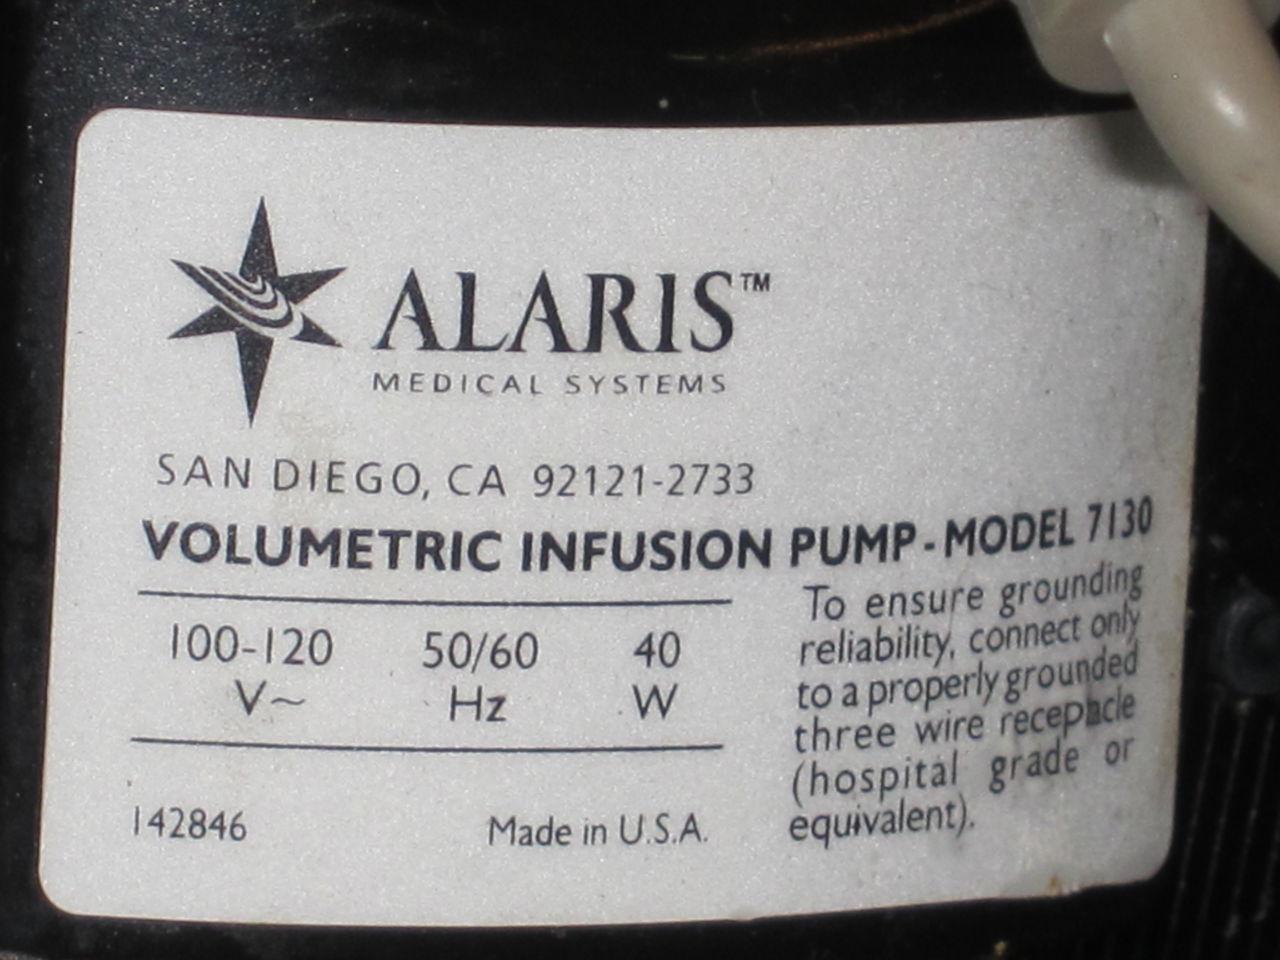 ALARIS™
MEDICAL SYSTEMS
SAN DIEGO, CA 92121-2733
VOLUMETRIC INFUSION PUMP - MODEL 7130
100-120 50/60 40
V~ Hz W
142846 Made in U.S.A.
To ensure grounding
reliability, connect only
to a properly grounded
three wire receptacle
(hospital grade or
equivalent).